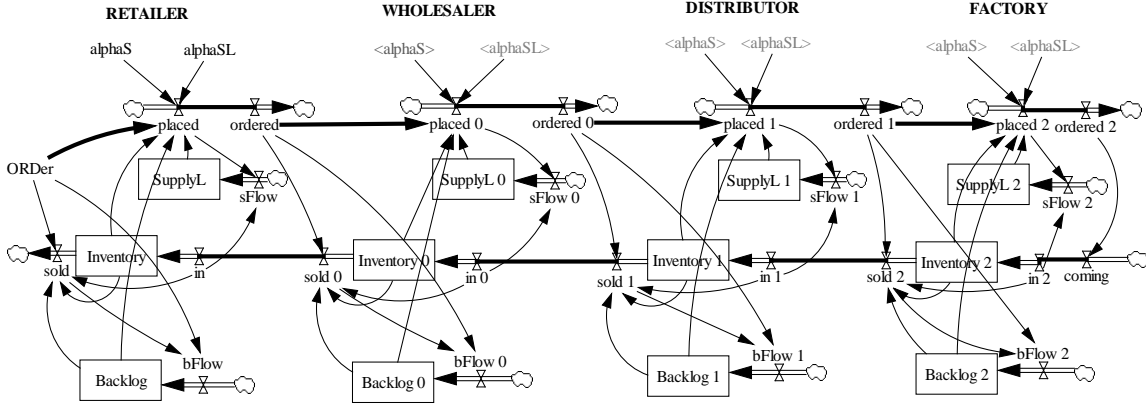 RETAILER
WHOLESALER
DISTRIBUTOR
FACTORY
alphaS
alphaSL
<alphaS>
<alphaSL>
<alphaS>
<alphaSL>
<alphaS>
<alphaSL>
placed
ordered
placed 0
ordered 0
placed 1
ordered 1
placed 2
ordered 2
ORDer
SupplyL
sFlow
SupplyL 0
sFlow 0
SupplyL 1
sFlow 1
SupplyL 2
sFlow 2
sold
Inventory
in
sold 0
Inventory 0
in 0
sold 1
Inventory 1
in 1
sold 2
Inventory 2
in 2
coming
Backlog
bFlow
Backlog 0
bFlow 0
Backlog 1
bFlow 1
Backlog 2
bFlow 2